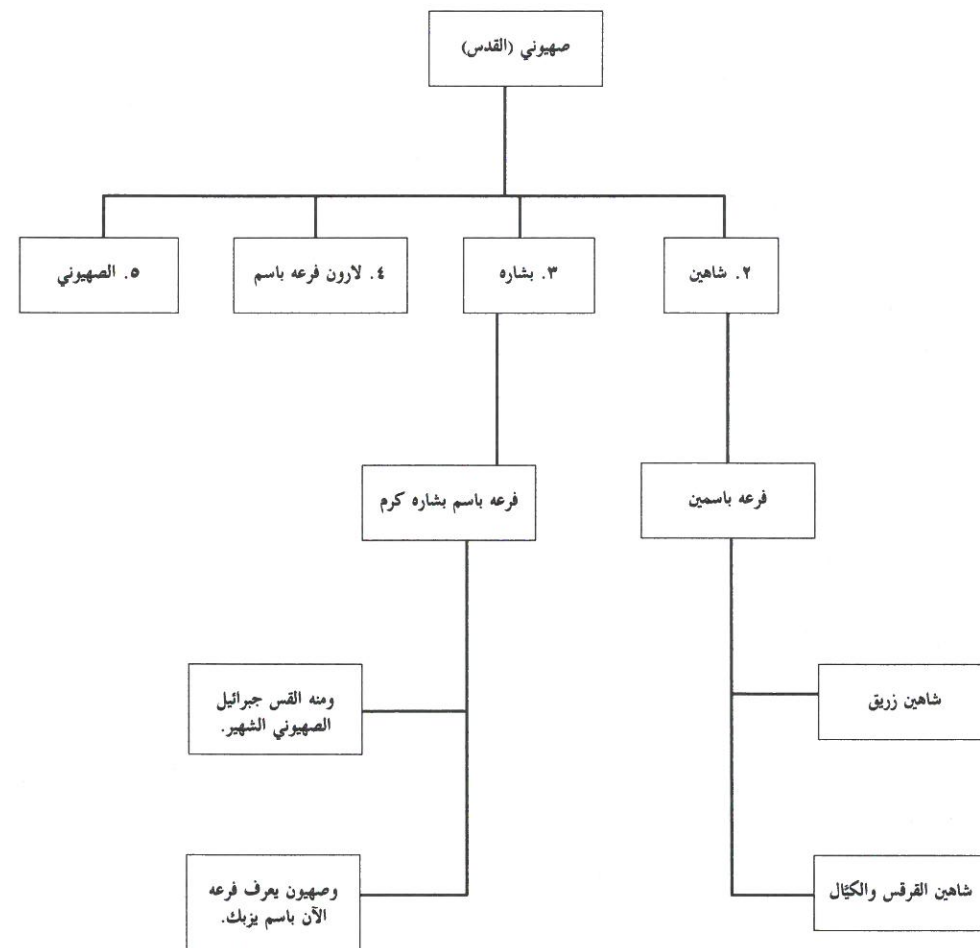 صهيوني (القدس)
٢. شاهين
٣. بشاره
٤. لارون فرعه باسم
٥. الصهيوني
فرعه باسمين
فرعه باسم بشاره كرم
شاهين زريق
ومنه القس جبرائيل
الصهيوني الشهير.
شاهين القرقس والكيّال
وصهيون يعرف فرعه
الآن باسم يزبك.